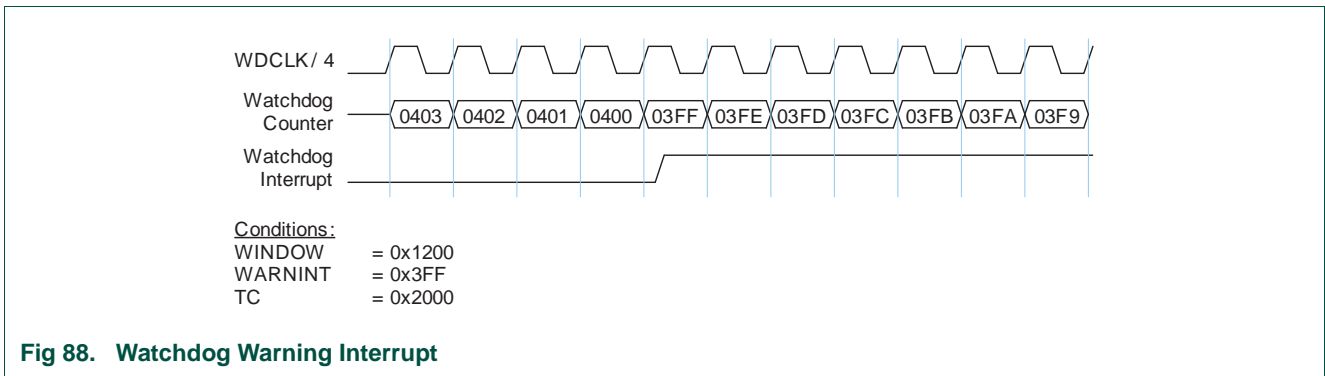 WDCLK / 4
Watchdog
Counter
0403 0402 0401 0400 03FF 03FE 03FD 03FC 03FB 03FA 03F9
Watchdog
Interrupt
Conditions:
WINDOW = 0x1200
WARNINT = 0x3FF
TC = 0x2000
Fig 88. Watchdog Warning Interrupt